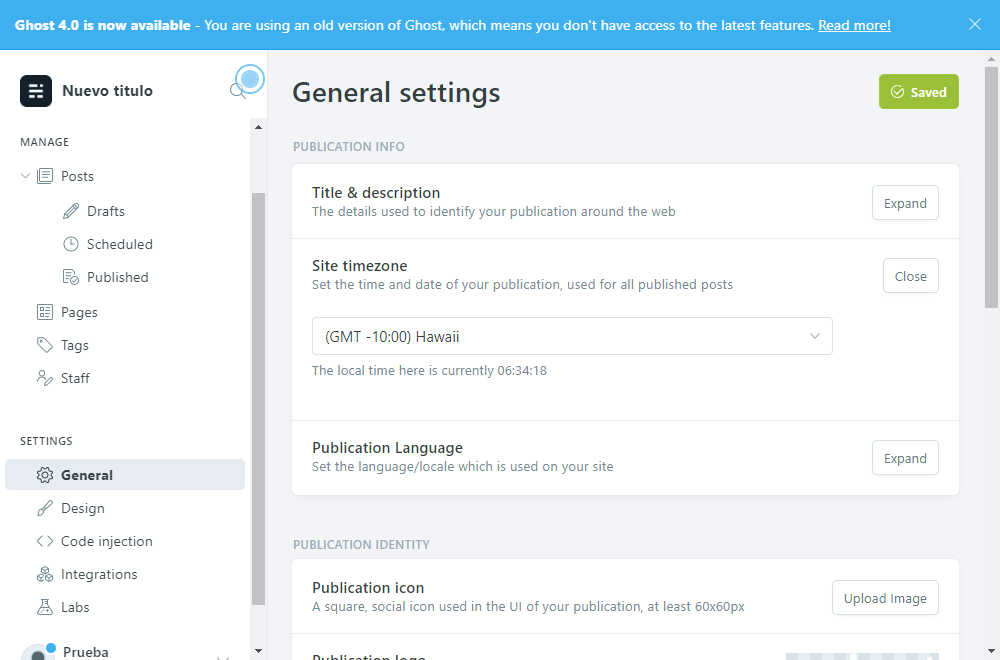 Ghost 4.0 is now available - You are using an old version of Ghost, which means you don't have access to the latest features. Read more!
Nuevo titulo
MANAGE
Posts
Drafts
Scheduled
Published
Pages
Tags
Staff
SETTINGS
General
Design
Code injection
Integrations
Labs
Prueba
General settings
Saved
PUBLICATION INFO
Title & description
The details used to identify your publication around the web
Expand
Site timezone
Set the time and date of your publication, used for all published posts
Close
(GMT -10:00) Hawaii
The local time here is currently 06:34:18
Publication Language
Set the language/locale which is used on your site
Expand
PUBLICATION IDENTITY
Publication icon
A square, social icon used in the UI of your publication, at least 60x60px
Upload Image
Publication logo